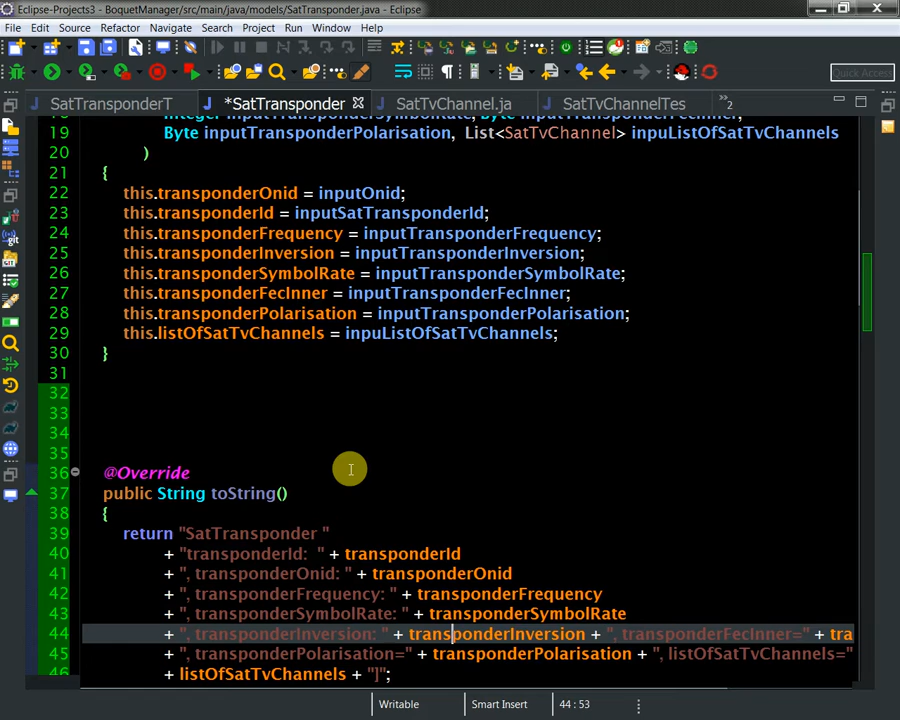 Eclipse-Projects3 - BoquetManager/src/main/java/models/SatTransponder.java - Eclipse
File Edit Source Refactor Navigate Search Project Run Window Help
Quick Access
SatTransponderT *SatTransponder SatTvChannel.ja SatTvChannelTes »2
19 Byte inputTransponderPolarisation, List<SatTvChannel> inpuListOfSatTvChannels
20 )
21 {
22 this.transponderOnid = inputOnid;
23 this.transponderId = inputSatTransponderId;
24 this.transponderFrequency = inputTransponderFrequency;
25 this.transponderInversion = inputTransponderInversion;
26 this.transponderSymbolRate = inputTransponderSymbolRate;
27 this.transponderFecInner = inputTransponderFecInner;
28 this.transponderPolarisation = inputTransponderPolarisation;
29 this.listOfSatTvChannels = inpuListOfSatTvChannels;
30 }
31
32
33
34
35
36 @Override
37 public String toString()
38 {
39 return "SatTransponder "
40 + "transponderId: " + transponderId
41 + ", transponderOnid: " + transponderOnid
42 + ", transponderFrequency: " + transponderFrequency
43 + ", transponderSymbolRate: " + transponderSymbolRate
44 + ", transponderInversion: " + transponderInversion + ", transponderFecInner=" + tra
45 + ", transponderPolarisation=" + transponderPolarisation + ", listOfSatTvChannels="
46 + listOfSatTvChannels + "]";
Writable Smart Insert 44 : 53